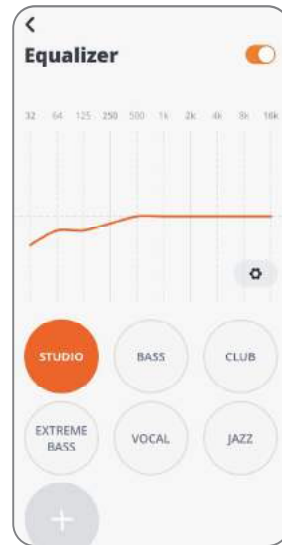 Equalizer
32 64 125 250 500 1k 2k 4k 8k 16k
STUDIO BASS CLUB
EXTREME BASS VOCAL JAZZ